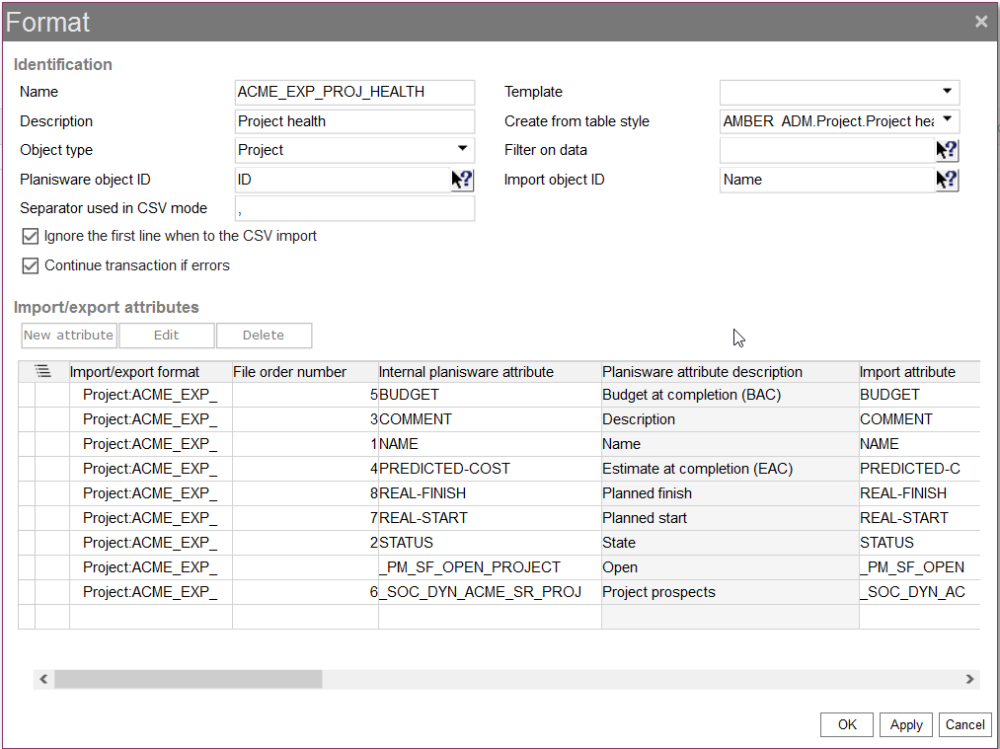 Format
Identification
Name ACME_EXP_PROJ_HEALTH Template
Description Project health Create from table style AMBER_ADM.Project.Project hea
Object type Project Filter on data
Planisware object ID ID Import object ID Name
Separator used in CSV mode ,
Ignore the first line when to the CSV import
Continue transaction if errors
Import/export attributes
New attribute Edit Delete
Import/export format File order number Internal planisware attribute Planisware attribute description Import attribute
Project:ACME_EXP_ 5 BUDGET Budget at completion (BAC) BUDGET
Project:ACME_EXP_ 3 COMMENT Description COMMENT
Project:ACME_EXP_ 1 NAME Name NAME
Project:ACME_EXP_ 4 PREDICTED-COST Estimate at completion (EAC) PREDICTED-C
Project:ACME_EXP_ 8 REAL-FINISH Planned finish REAL-FINISH
Project:ACME_EXP_ 7 REAL-START Planned start REAL-START
Project:ACME_EXP_ 2 STATUS State STATUS
Project:ACME_EXP_ _PM_SF_OPEN_PROJECT Open _PM_SF_OPEN
Project:ACME_EXP_ 6 _SOC_DYN_ACME_SR_PROJ Project prospects _SOC_DYN_AC
OK Apply Cancel